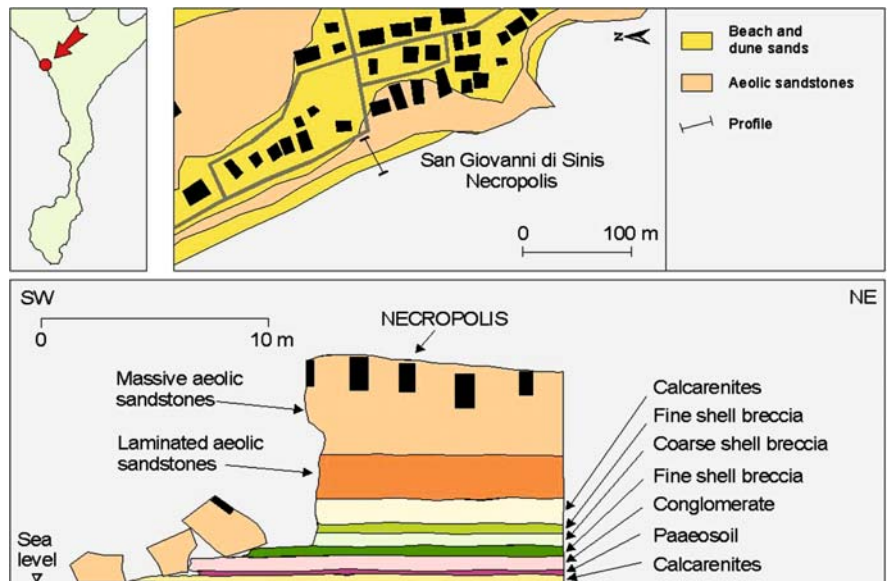 Beach and
dune sands
Aeolic sandstones
Profile
N
San Giovanni di Sinis
Necropolis
0 100 m
SW NE
0 10 m
NECROPOLIS
Massive aeolic
sandstones
Laminated aeolic
sandstones
Calcarenites
Fine shell breccia
Coarse shell breccia
Fine shell breccia
Conglomerate
Paaeosoil
Calcarenites
Sea
level